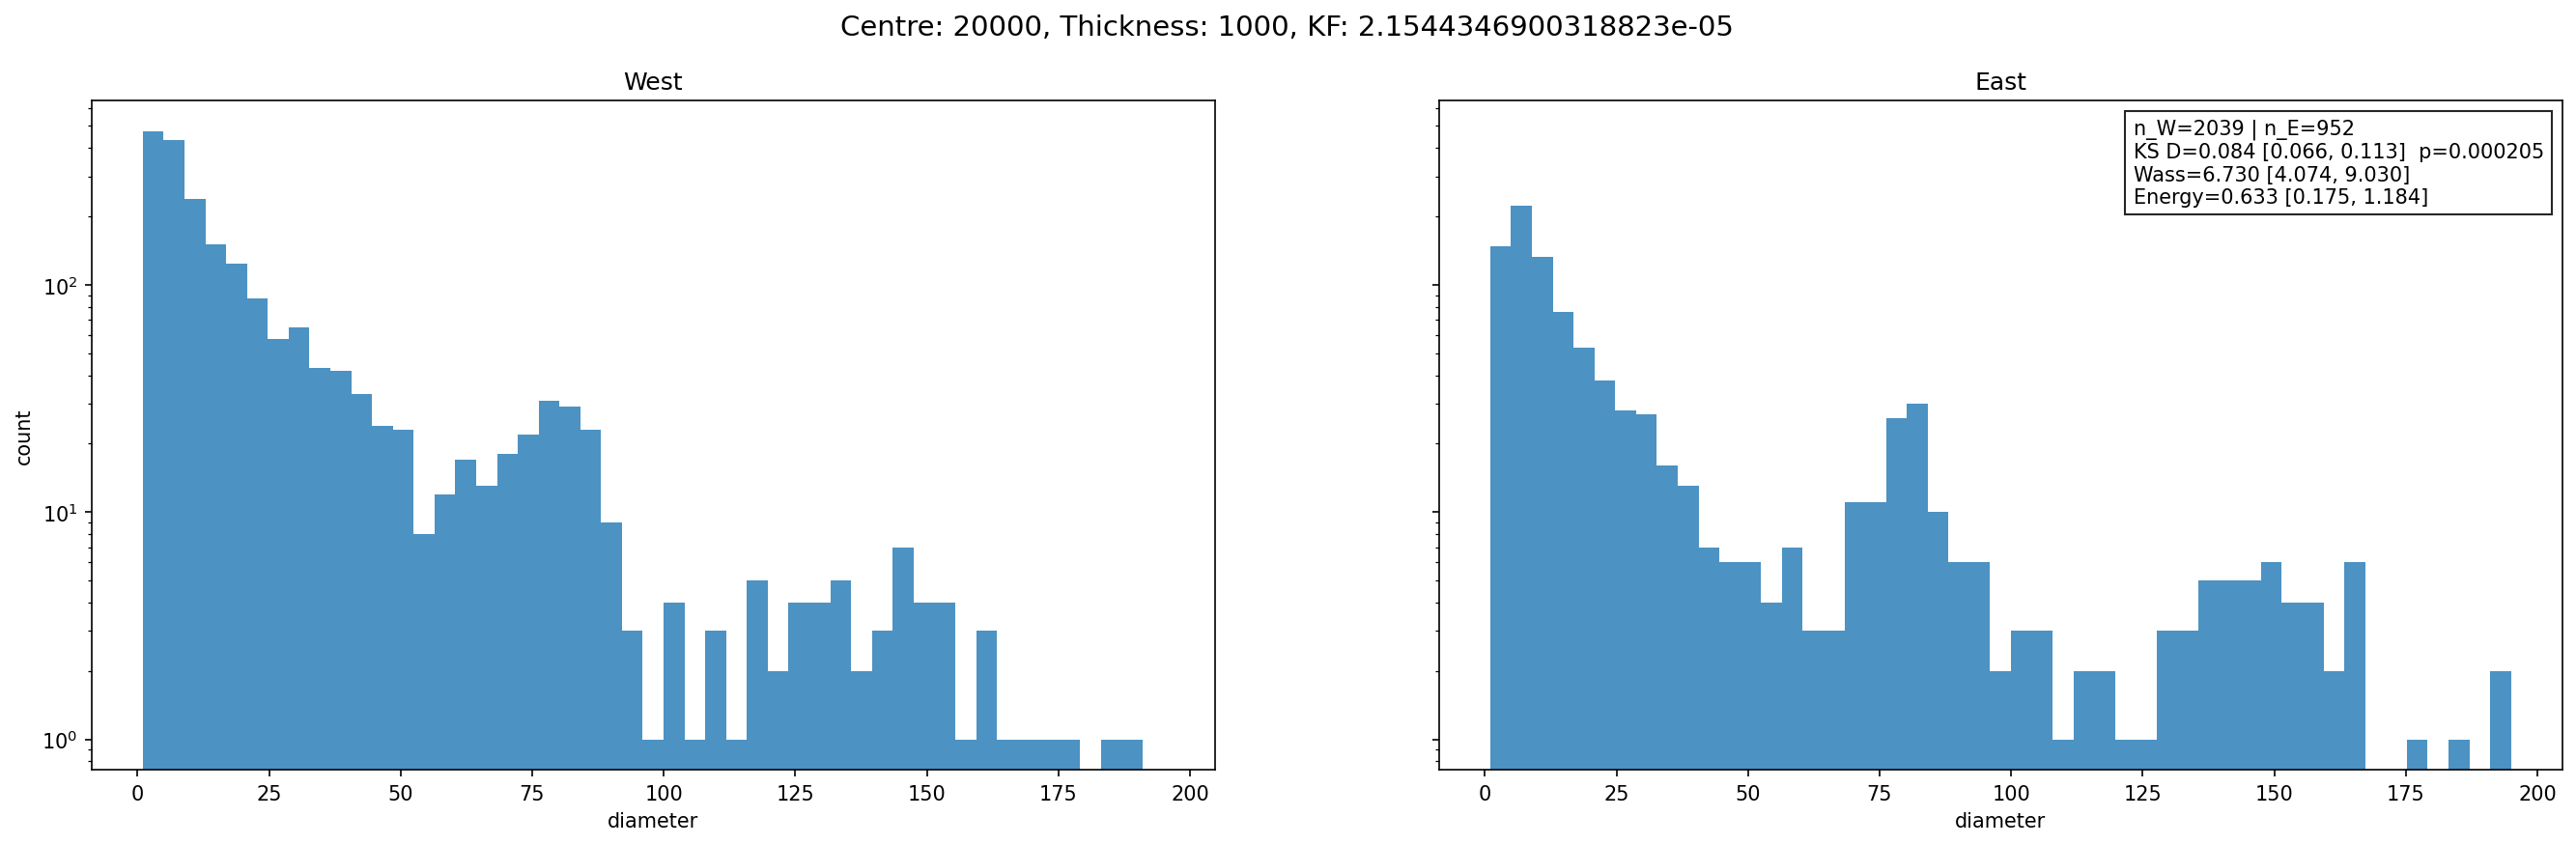 Centre: 20000, Thickness: 1000, KF: 2.1544346900318823e-05
West
count
10²
10¹
10⁰
0 25 50 75 100 125 150 175 200
diameter
East
n_W=2039 | n_E=952
KS D=0.084 [0.066, 0.113]  p=0.000205
Wass=6.730 [4.074, 9.030]
Energy=0.633 [0.175, 1.184]
0 25 50 75 100 125 150 175 200
diameter